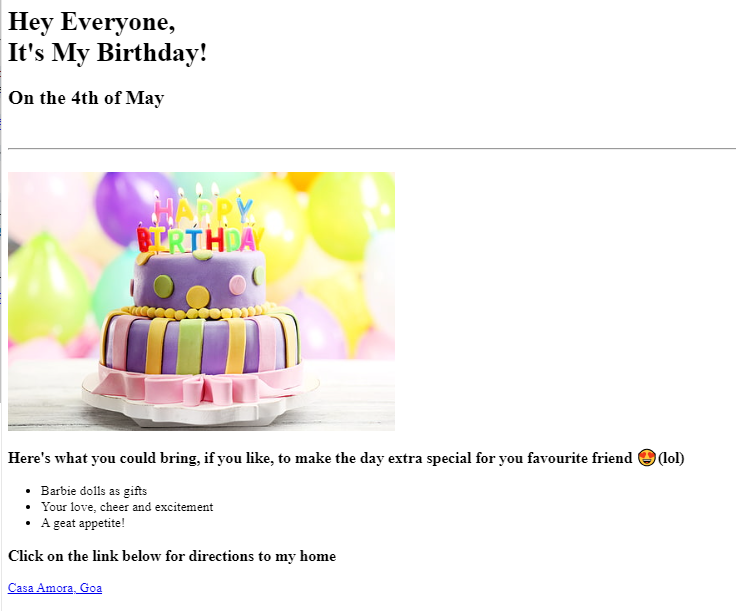 Hey Everyone,
It's My Birthday!
On the 4th of May
HAPPY
BIRTHDAY
Here's what you could bring, if you like, to make the day extra special for you favourite friend 😍(lol)
Barbie dolls as gifts
Your love, cheer and excitement
A geat appetite!
Click on the link below for directions to my home
Casa Amora, Goa